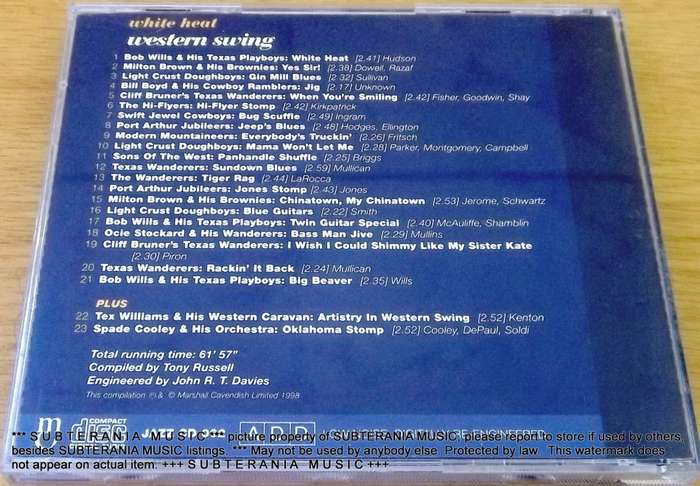 white heat
western swing
1 Bob Wills & His Texas Playboys: White Heat [2.41] Hudson
2 Milton Brown & His Brownies: Yes Sir! [2.38] Dowell, Razaf
3 Light Crust Doughboys: Gin Mill Blues [2.32] Sullivan
4 Bill Boyd & His Cowboy Ramblers: Jig [2.17] Unknown
5 Cliff Bruner's Texas Wanderers: When You're Smiling [2.42] Fisher, Goodwin, Shay
6 The Hi-Flyers: Hi-Flyer Stomp [2.42] Kirkpatrick
7 Swift Jewel Cowboys: Bug Scuffle [2.49] Ingram
8 Port Arthur Jubileers: Jeep's Blues [2.48] Hodges, Ellington
9 Modern Mountaineers: Everybody's Truckin' [2.26] Fritsch
10 Light Crust Doughboys: Mama Won't Let Me [2.28] Parker, Montgomery, Campbell
11 Sons Of The West: Panhandle Shuffle [2.25] Briggs
12 Texas Wanderers: Sundown Blues [2.59] Mullican
13 The Wanderers: Tiger Rag [2.44] LaRocca
14 Port Arthur Jubileers: Jones Stomp [2.43] Jones
15 Milton Brown & His Brownies: Chinatown, My Chinatown [2.53] Jerome, Schwartz
16 Light Crust Doughboys: Blue Guitars [2.22] Smith
17 Bob Wills & His Texas Playboys: Twin Guitar Special [2.40] McAuliffe, Shamblin
18 Ocie Stockard & His Wanderers: Bass Man Jive [2.29] Mullins
19 Cliff Bruner's Texas Wanderers: I Wish I Could Shimmy Like My Sister Kate
[2.30] Piron
20 Texas Wanderers: Rackin' It Back [2.24] Mullican
21 Bob Wills & His Texas Playboys: Big Beaver [2.35] Wills
PLUS
22 Tex Williams & His Western Caravan: Artistry In Western Swing [2.52] Kenton
23 Spade Cooley & His Orchestra: Oklahoma Stomp [2.52] Cooley, DePaul, Soldi
Total running time: 61' 57"
Compiled by Tony Russell
Engineered by John R. T. Davies
This compilation ℗ & © Marshall Cavendish Limited 1998
m COMPACT disc JAZZ CD A D D
*** S U B T E R A N I A M U S I C *** picture property of SUBTERANIA MUSIC, please report to store if used by others,
besides SUBTERANIA MUSIC listings. *** May not be used by anybody else Protected by law This watermark does
not appear on actual item. +++ S U B T E R A N I A M U S I C +++